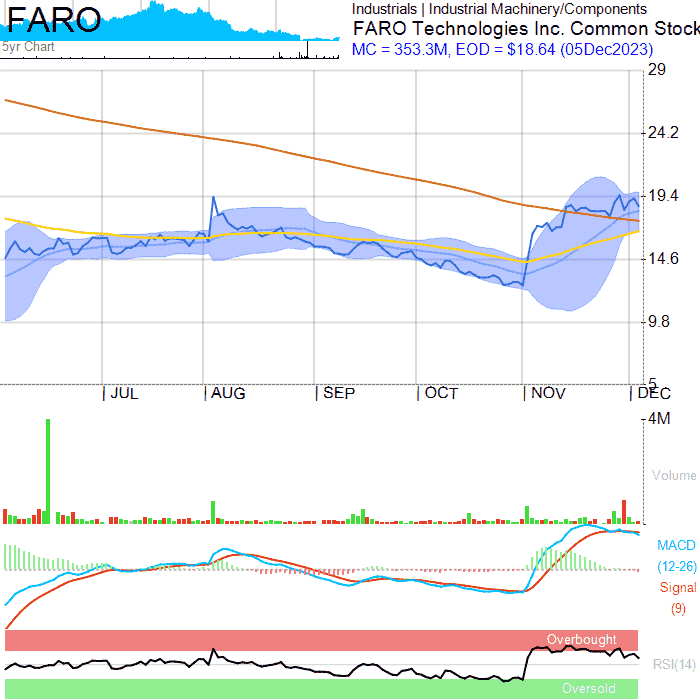 FARO
5yr Chart
Industrials | Industrial Machinery/Components
FARO Technologies Inc. Common Stock
MC = 353.3M, EOD = $18.64 (05Dec2023)
29
24.2
19.4
14.6
9.8
5
JUL AUG SEP OCT NOV DEC
4M
Volume
MACD
(12-26)
Signal
(9)
Overbought
RSI(14)
Oversold